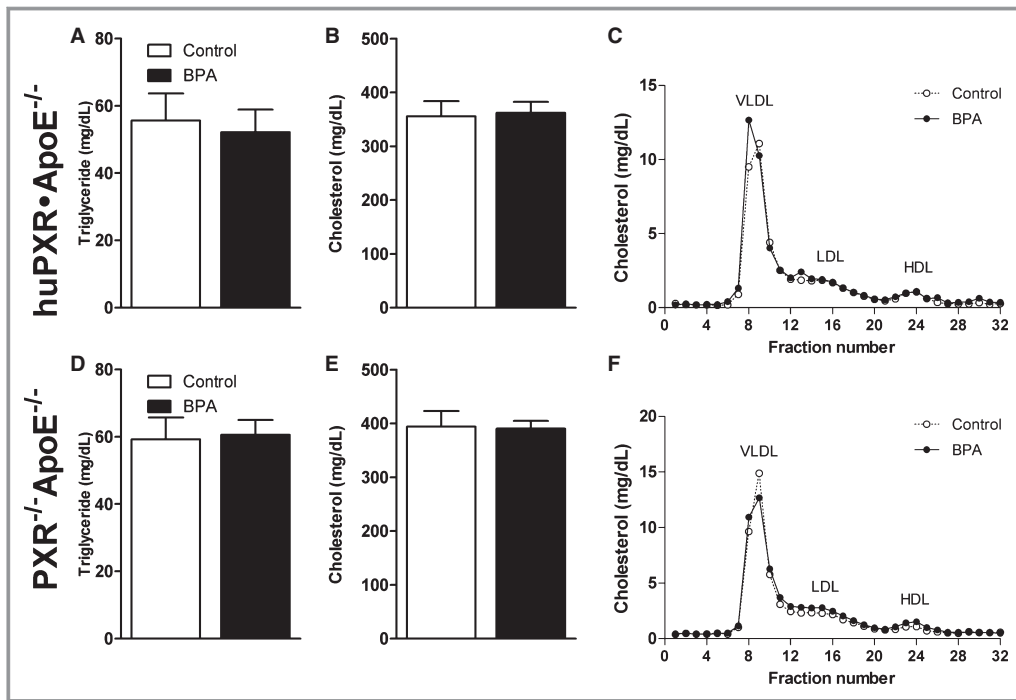 huPXR•ApoE-/-
A
80
60
40
20
0
Triglyceride (mg/dL)
Control
BPA
B
500
400
300
200
100
0
Cholesterol (mg/dL)
C
15
10
5
0
Cholesterol (mg/dL)
VLDL
LDL
HDL
Control
BPA
0 4 8 12 16 20 24 28 32
Fraction number
PXR-/-ApoE-/-
D
80
60
40
20
0
Triglyceride (mg/dL)
Control
BPA
E
500
400
300
200
100
0
Cholesterol (mg/dL)
F
20
15
10
5
0
Cholesterol (mg/dL)
VLDL
LDL
HDL
Control
BPA
0 4 8 12 16 20 24 28 32
Fraction number